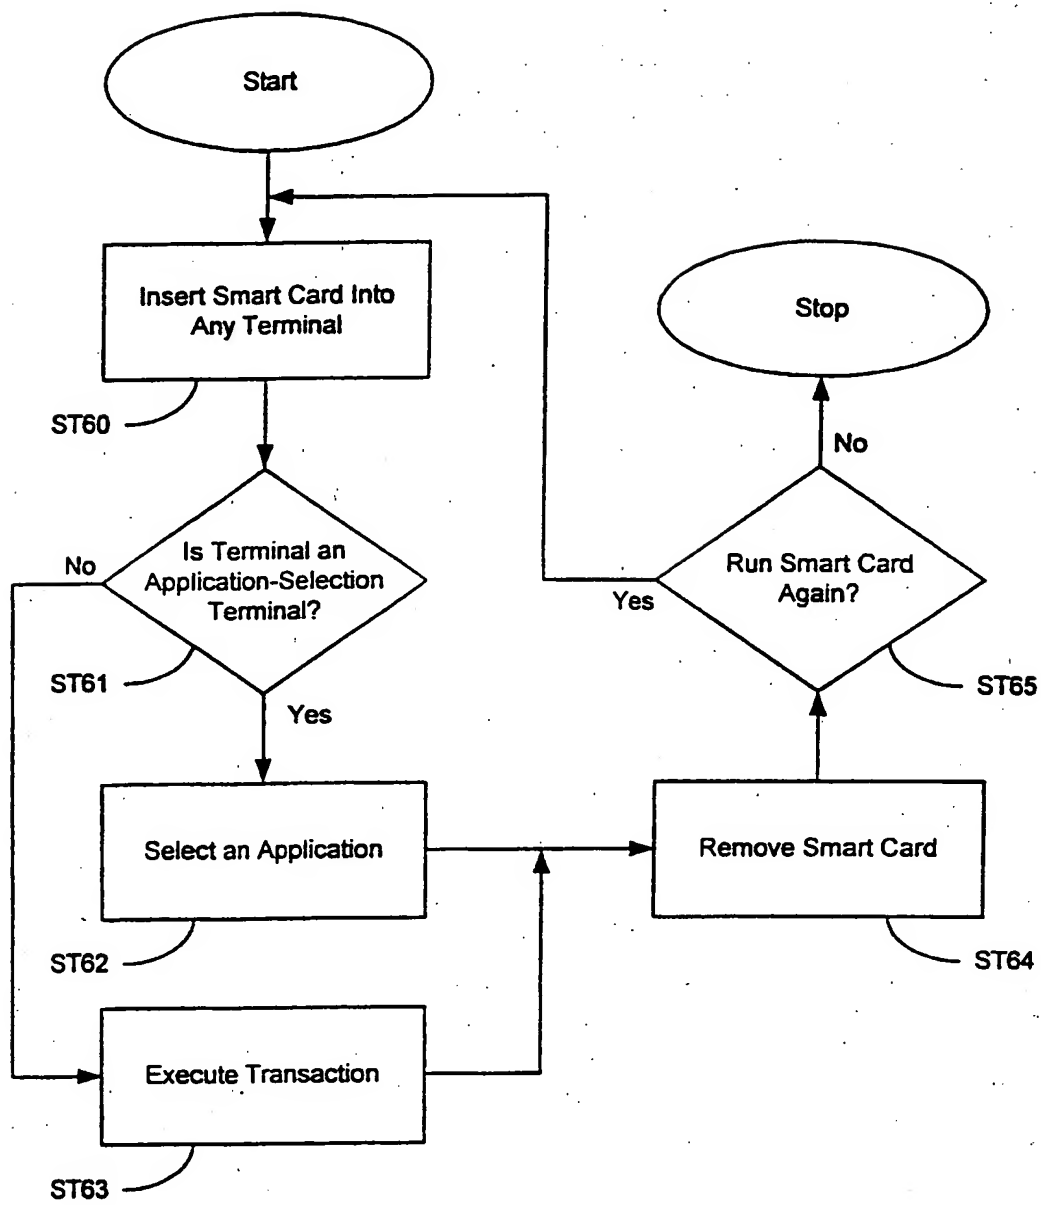 Start
Insert Smart Card Into
Any Terminal
ST60
Is Terminal an
Application-Selection
Terminal?
No
ST61
Yes
Select an Application
ST62
Execute Transaction
ST63
Remove Smart Card
ST64
Run Smart Card
Again?
Yes
ST65
No
Stop